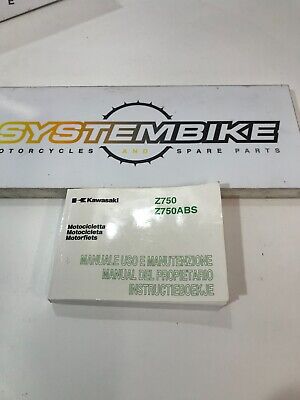 SYSTEMBIKE
MOTORCYCLES AND SPARE PARTS
Kawasaki
Z750
Z750ABS
Motocicletta
Motocicleta
Motorfiets
MANUALE USO E MANUTENZIONE
MANUAL DEL PROPIETARIO
INSTRUCTIEBOEKJE